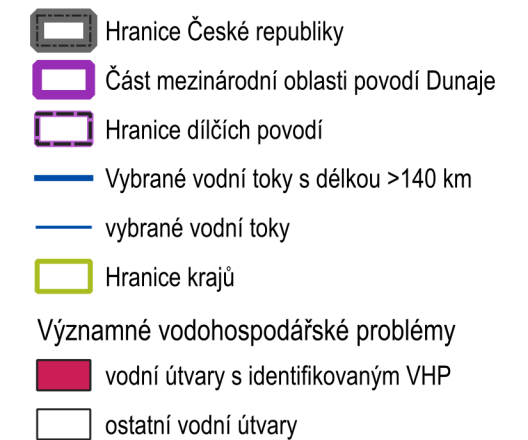 Hranice České republiky
Část mezinárodní oblasti povodí Dunaje
Hranice dílčích povodí
Vybrané vodní toky s délkou >140 km
vybrané vodní toky
Hranice krajů
Významné vodohospodářské problémy
vodní útvary s identifikovaným VHP
ostatní vodní útvary